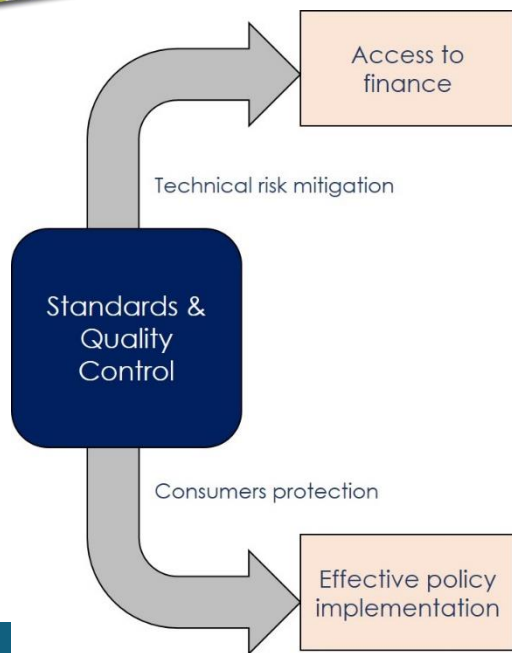 Access to
finance
Technical risk mitigation
Standards &
Quality
Control
Consumers protection
Effective policy
implementation